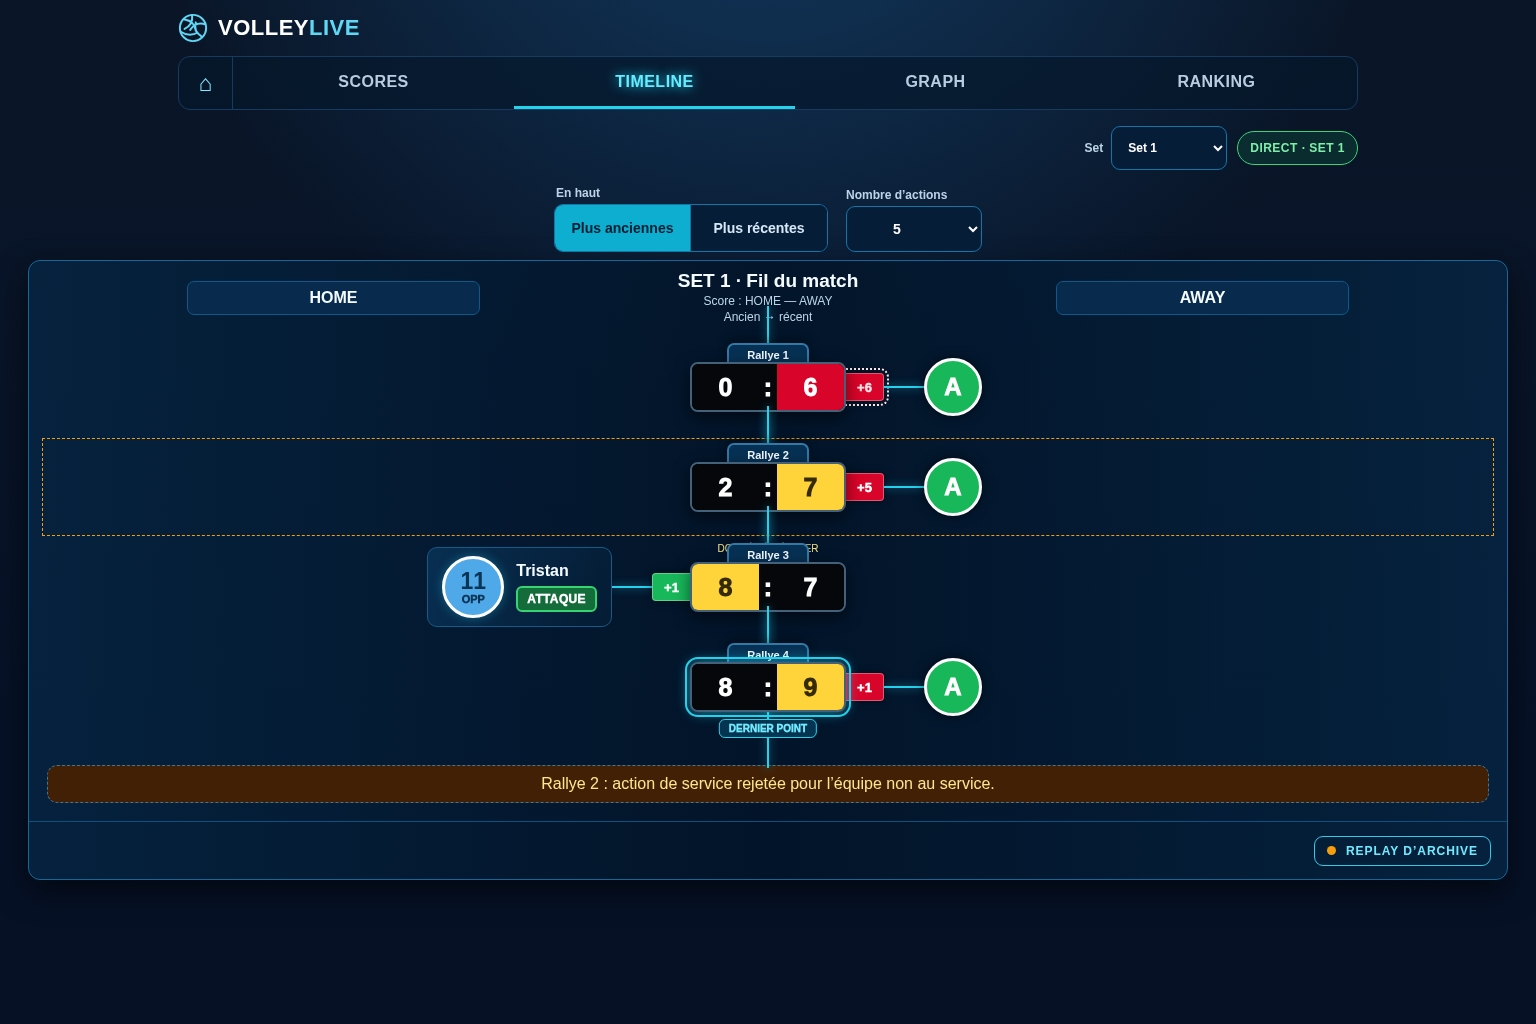 VOLLEYLIVE
⌂ SCORES TIMELINE GRAPH RANKING
Set Set 1 DIRECT · SET 1
En haut Nombre d’actions
Plus anciennes Plus récentes 5
SET 1 · Fil du match
HOME AWAY
Score : HOME — AWAY
Ancien → récent
Rallye 1
0 : 6 +6 A
Rallye 2
2 : 7 +5 A
Rallye 3
11 OPP Tristan ATTAQUE +1 8 : 7
Rallye 4
8 : 9 +1 A
DERNIER POINT
Rallye 2 : action de service rejetée pour l’équipe non au service.
REPLAY D’ARCHIVE